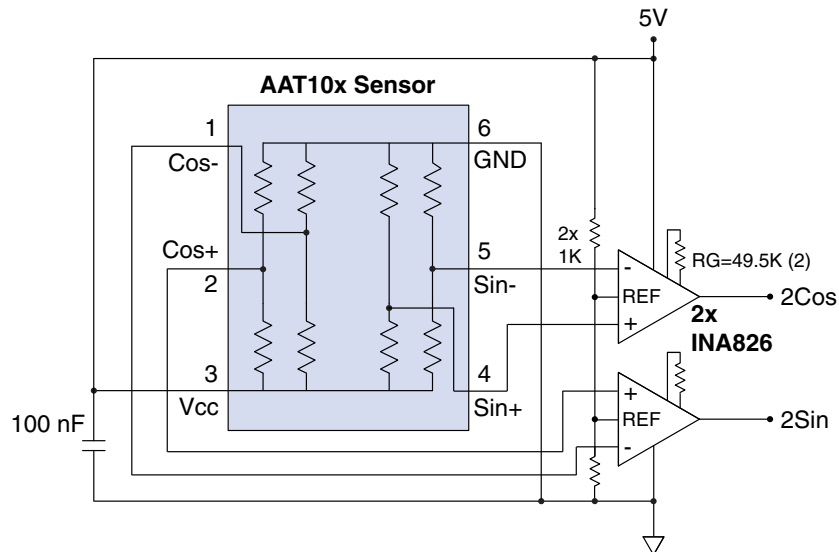 5V
AAT10x Sensor
1
Cos-
6
GND
Cos+
2
5
Sin-
2x
1K
-
REF
+
RG=49.5K (2)
2Cos
2x
INA826
3
Vcc
4
Sin+
100 nF
+
REF
-
2Sin